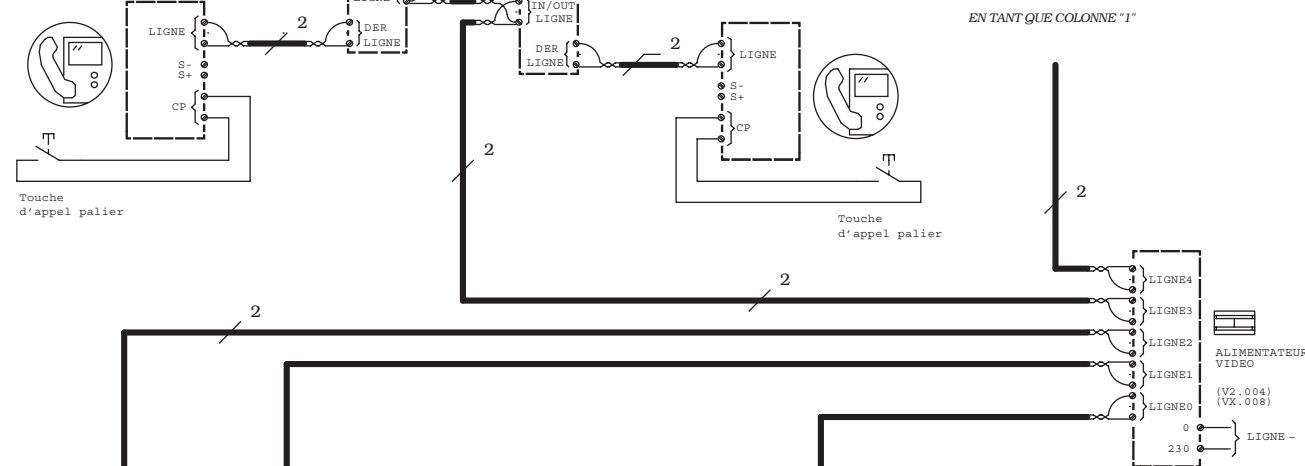 IN/OUT
LIGNE
EN TANT QUE COLONNE "1"
LIGNE
2
DER
LIGNE
DER
LIGNE
2
LIGNE
S-
S+
CP
S-
S+
CP
2
2
Touche
d'appel palier
Touche
d'appel palier
2
2
LIGNE4
LIGNE3
LIGNE2
LIGNE1
LIGNE0
ALIMENTATEUR
VIDEO
(V2.004)
(VX.008)
0
230
LIGNE ~